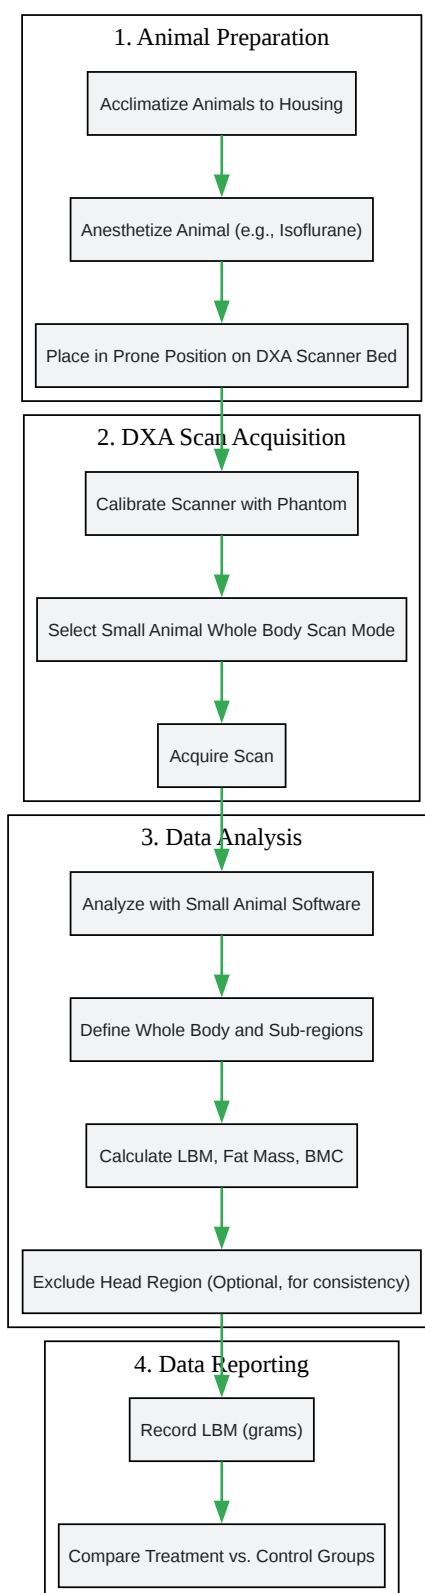 1. Animal Preparation
Acclimatize Animals to Housing
Anesthetize Animal (e.g., Isoflurane)
Place in Prone Position on DXA Scanner Bed
2. DXA Scan Acquisition
Calibrate Scanner with Phantom
Select Small Animal Whole Body Scan Mode
Acquire Scan
3. Data Analysis
Analyze with Small Animal Software
Define Whole Body and Sub-regions
Calculate LBM, Fat Mass, BMC
Exclude Head Region (Optional, for consistency)
4. Data Reporting
Record LBM (grams)
Compare Treatment vs. Control Groups